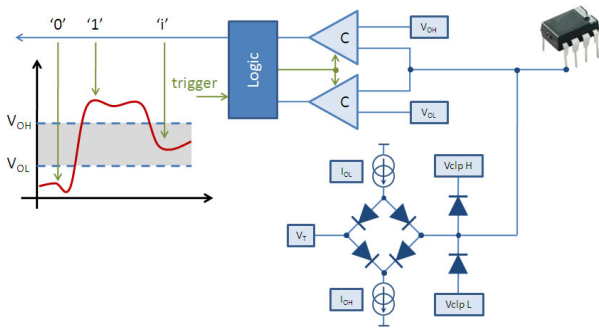 ‘0’ ‘1’ ‘i’
C
VOH
Logic
trigger
VOH
C
VOL
VOL
IOL
Vclp H
VT
IOH
Vclp L